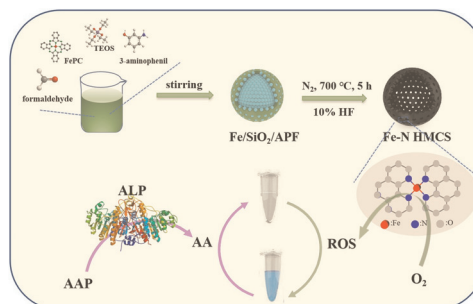 FePC
TEOS
3-aminophenil
formaldehyde
stirring
Fe/SiO₂/APF
N₂, 700 °C, 5 h
10% HF
Fe-N HMCS
:Fe :N :C
ALP
AAP
AA
ROS
O₂